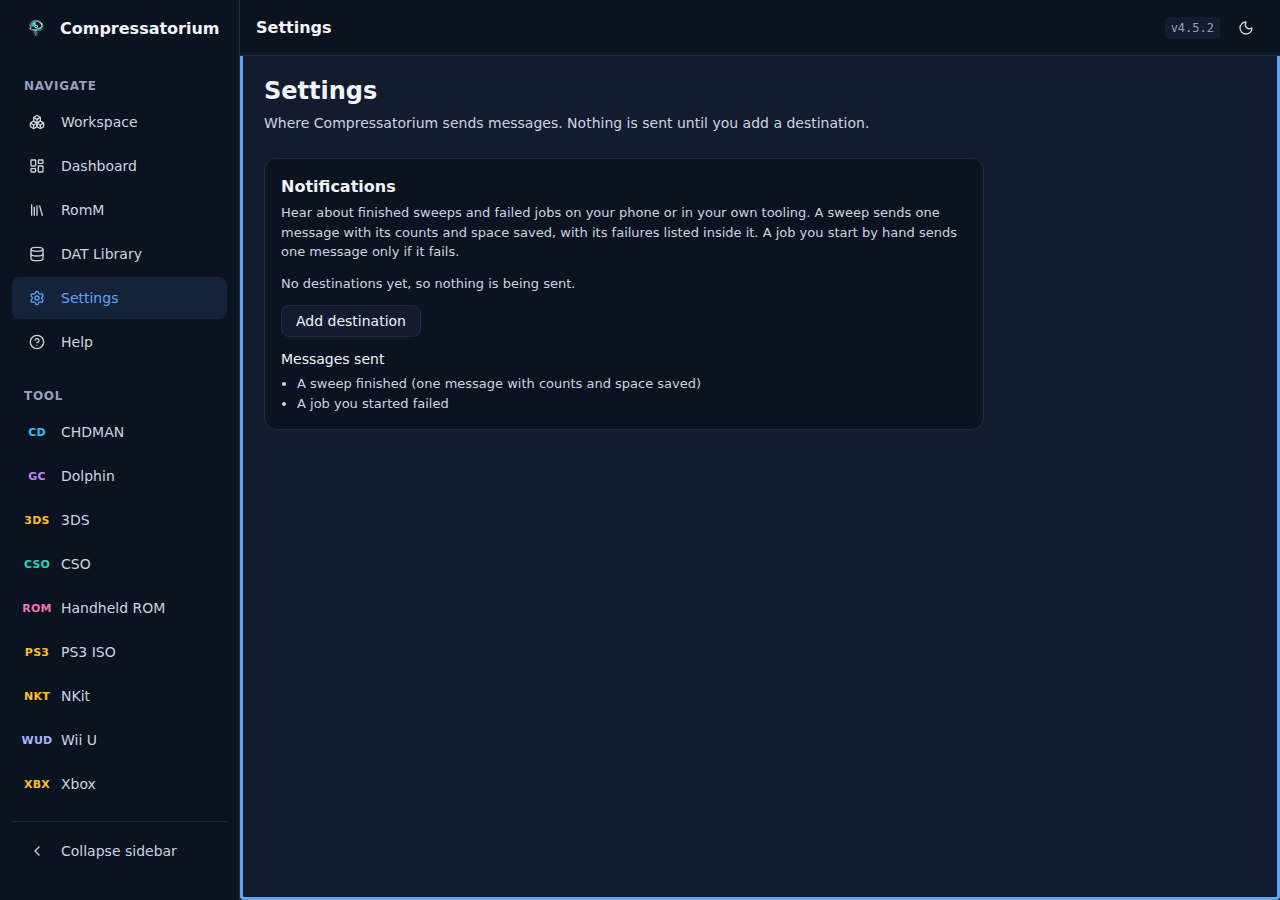 Compressatorium
Settings
v4.5.2
NAVIGATE
Workspace
Dashboard
RomM
DAT Library
Settings
Help
TOOL
CD CHDMAN
GC Dolphin
3DS 3DS
CSO CSO
ROM Handheld ROM
PS3 PS3 ISO
NKT NKit
WUD Wii U
XBX Xbox
Collapse sidebar
Settings
Where Compressatorium sends messages. Nothing is sent until you add a destination.
Notifications
Hear about finished sweeps and failed jobs on your phone or in your own tooling. A sweep sends one
message with its counts and space saved, with its failures listed inside it. A job you start by hand sends
one message only if it fails.
No destinations yet, so nothing is being sent.
Add destination
Messages sent
• A sweep finished (one message with counts and space saved)
• A job you started failed